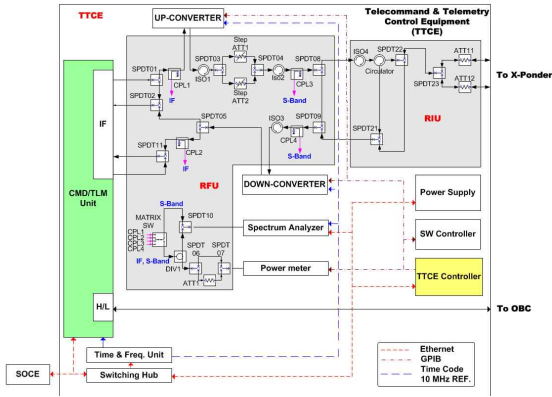 TTCE
UP-CONVERTER
Telecommand & Telemetry
Control Equipment
(TTCE)
SPDT01
CPL1
IF
SPDT03
ISO1
Step
ATT1
Step
ATT2
SPDT04
Iso2
SPDT08
CPL3
S-Band
ISO4
SPDT22
Circulator
ATT11
SPDT23
ATT12
To X-Ponder
RIU
SPDT21
IF
SPDT02
SPDT05
ISO3
SPDT09
CPL4
S-Band
SPDT11
CPL2
IF
CMD/TLM
Unit
RFU
DOWN-CONVERTER
Power Supply
S-Band
MATRIX
SW
SPDT10
CPL1
CPL2
CPL3
CPL4
IF, S-Band
DIV1
SPDT
06
SPDT
07
ATT1
Spectrum Analyzer
SW Controller
Power meter
TTCE Controller
H/L
To OBC
Time & Freq. Unit
SOCE
Switching Hub
Ethernet
GPIB
Time Code
10 MHz REF.